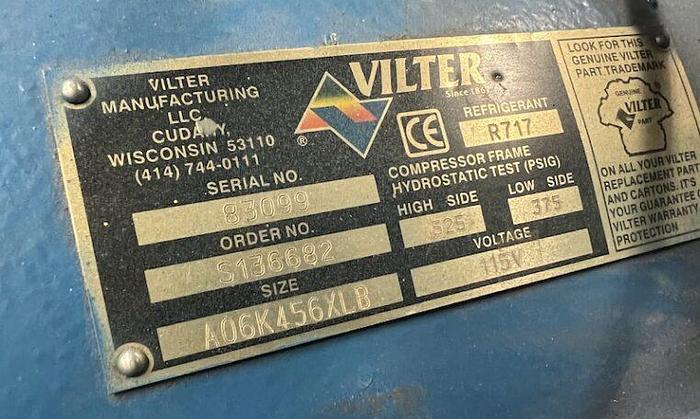 VILTER
MANUFACTURING
LLC.
CUDAHY,
WISCONSIN 53110
(414) 744-0111
SERIAL NO.
83099
ORDER NO.
S136682
SIZE
A06K456XLB
VILTER
Since 1867
®
CE
REFRIGERANT
R717
COMPRESSOR FRAME
HYDROSTATIC TEST (PSIG)
HIGH SIDE LOW SIDE
525 375
VOLTAGE
115V
LOOK FOR THIS
GENUINE VILTER
PART TRADEMARK
GENUINE
VILTER
PART
ON ALL YOUR VILTER
REPLACEMENT PART
AND CARTONS. IT'S
YOUR GUARANTEE O
VILTER WARRANTY
PROTECTION